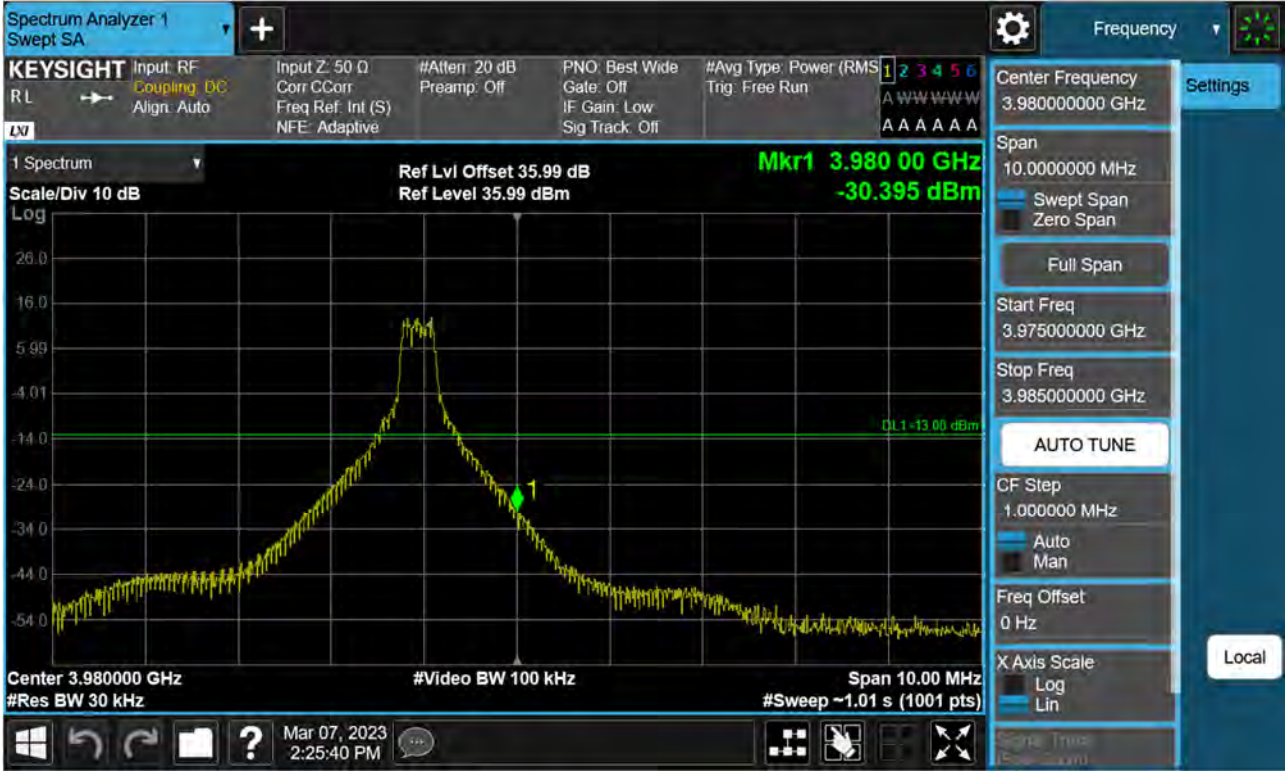 Spectrum Analyzer 1
Swept SA
Frequency
KEYSIGHT
R L
LXI
Input: RF
Coupling: DC
Align: Auto
Input Z: 50 Ω
Corr CCorr
Freq Ref: Int (S)
NFE: Adaptive
#Atten: 20 dB
Preamp: Off
PNO: Best Wide
Gate: Off
IF Gain: Low
Sig Track: Off
#Avg Type: Power (RMS
Trig: Free Run
1 2 3 4 5 6
A W W W W W
A A A A A A
1 Spectrum
Scale/Div 10 dB
Log
Ref Lvl Offset 35.99 dB
Ref Level 35.99 dBm
Mkr1 3.980 00 GHz
-30.395 dBm
26.0
16.0
5.99
-4.01
-14.0
-24.0
-34.0
-44.0
-54.0
DL1 -13.00 dBm
1
Center 3.980000 GHz
#Res BW 30 kHz
#Video BW 100 kHz
Span 10.00 MHz
#Sweep ~1.01 s (1001 pts)
Mar 07, 2023
2:25:40 PM
?
Center Frequency
3.980000000 GHz
Span
10.0000000 MHz
Swept Span
Zero Span
Full Span
Start Freq
3.975000000 GHz
Stop Freq
3.985000000 GHz
AUTO TUNE
CF Step
1.000000 MHz
Auto
Man
Freq Offset
0 Hz
X Axis Scale
Log
Lin
Settings
Local